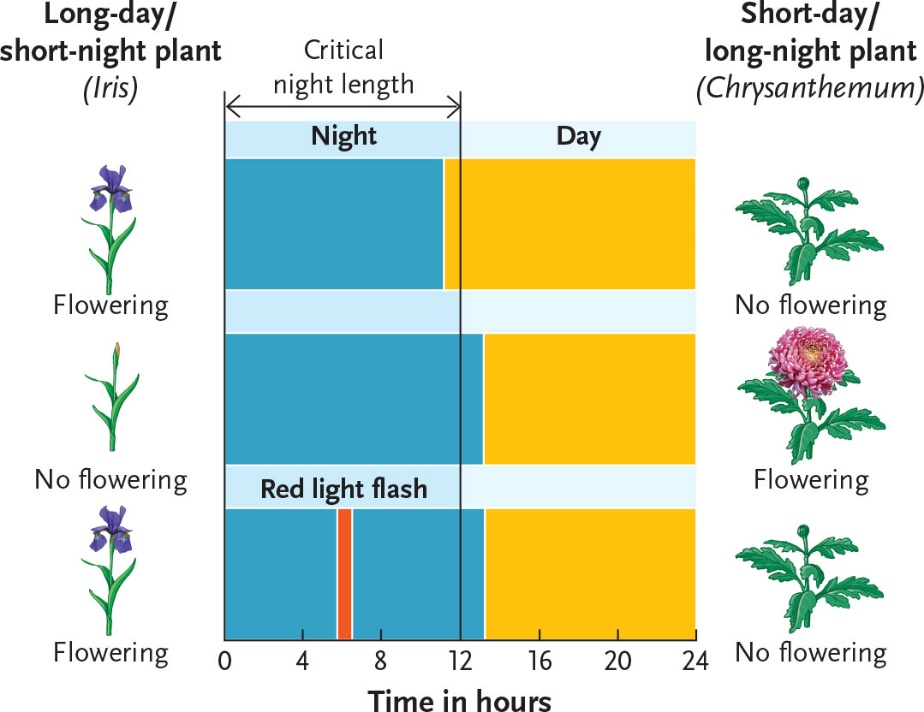 Long-day/
short-night plant
(Iris)
Critical
night length
Short-day/
long-night plant
(Chrysanthemum)
Night
Day
Flowering
No flowering
No flowering
Flowering
Red light flash
Flowering
No flowering
0 4 8 12 16 20 24
Time in hours